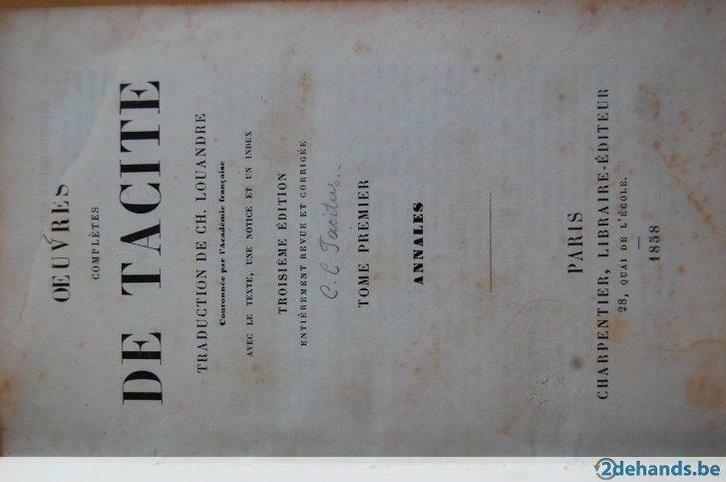 ŒUVRES
COMPLÈTES
DE TACITE
TRADUCTION DE CH. LOUANDRE
Couronnée par l'Académie française
AVEC LE TEXTE, UNE NOTICE ET UN INDEX
TROISIÈME ÉDITION
ENTIÈREMENT REVUE ET CORRIGÉE
C. C Tacitus.
TOME PREMIER
ANNALES
PARIS
CHARPENTIER, LIBRAIRE-ÉDITEUR
28, QUAI DE L'ÉCOLE.
1858
2dehands.be